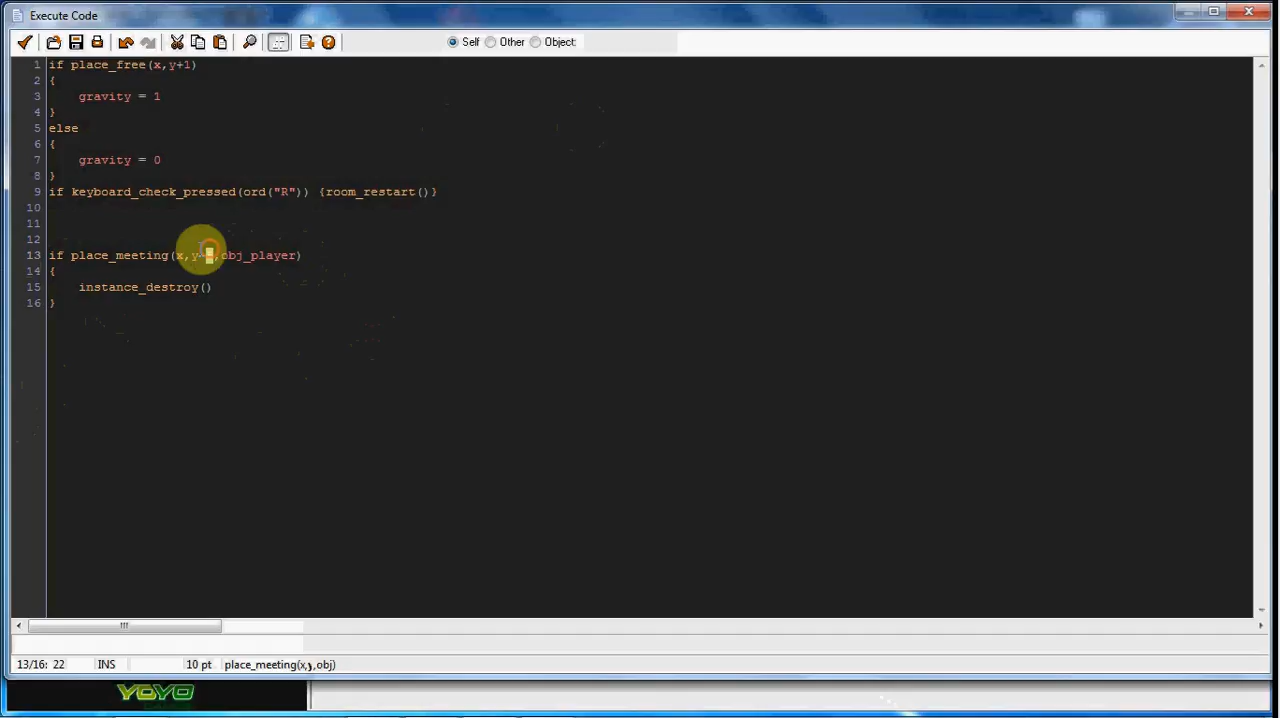 Execute Code
Self Other Object:
1 if place_free(x,y+1)
2 {
3 gravity = 1
4 }
5 else
6 {
7 gravity = 0
8 }
9 if keyboard_check_pressed(ord("R")) {room_restart()}
10
11
12
13 if place_meeting(x,y ,obj_player)
14 {
15 instance_destroy()
16 }
13/16: 22 INS 10 pt place_meeting(x,y,obj)
YOYO